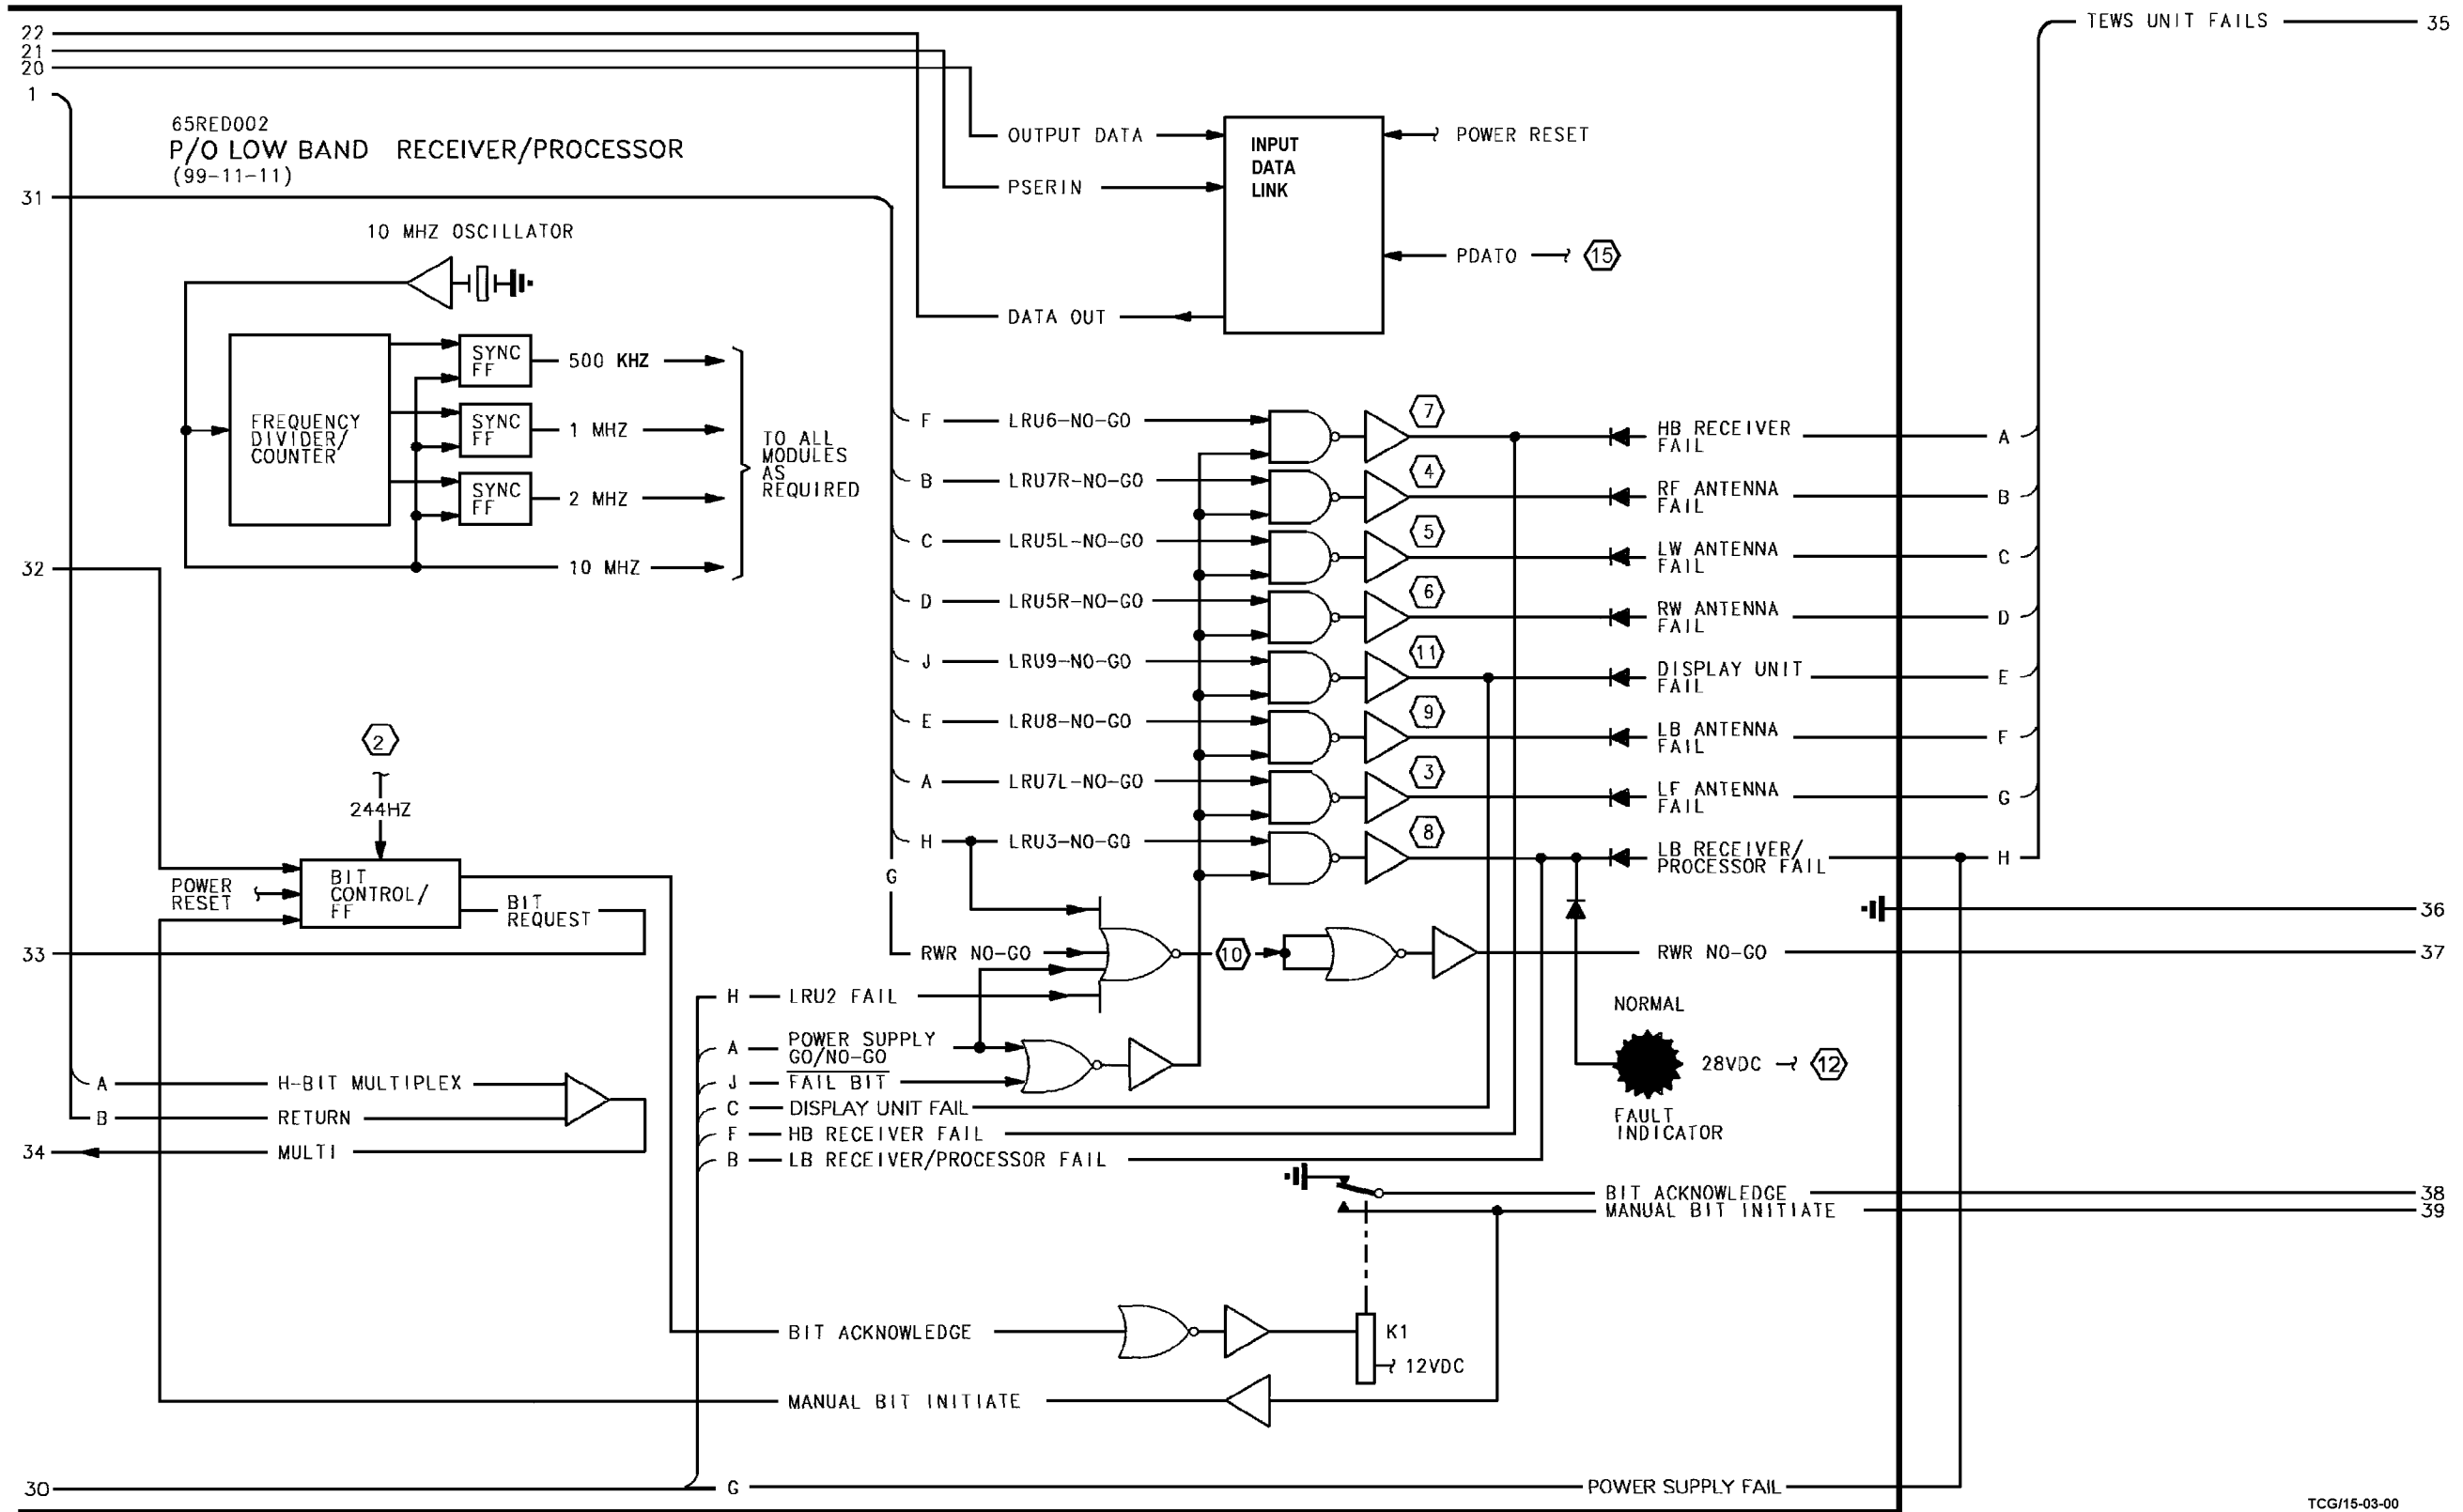 22
21
20
1
TEWS UNIT FAILS
35
65RED002
P/O LOW BAND RECEIVER/PROCESSOR
(99-11-11)
OUTPUT DATA
PSERIN
DATA OUT
INPUT
DATA
LINK
POWER RESET
PDATO
15
31
10 MHZ OSCILLATOR
FREQUENCY
DIVIDER/
COUNTER
SYNC
FF
500 KHZ
SYNC
FF
1 MHZ
SYNC
FF
2 MHZ
10 MHZ
TO ALL
MODULES
AS
REQUIRED
F
LRU6-NO-GO
7
HB RECEIVER
FAIL
A
B
LRU7R-NO-GO
4
RF ANTENNA
FAIL
B
C
LRU5L-NO-GO
5
LW ANTENNA
FAIL
C
D
LRU5R-NO-GO
6
RW ANTENNA
FAIL
D
J
LRU9-NO-GO
11
DISPLAY UNIT
FAIL
E
E
LRU8-NO-GO
9
LB ANTENNA
FAIL
F
A
LRU7L-NO-GO
3
LF ANTENNA
FAIL
G
H
LRU3-NO-GO
8
LB RECEIVER/
PROCESSOR FAIL
H
32
2
244HZ
POWER
RESET
BIT
CONTROL/
FF
BIT
REQUEST
33
G
RWR NO-GO
10
RWR NO-GO
36
37
H
LRU2 FAIL
A
POWER SUPPLY
GO/NO-GO
J
FAIL BIT
C
DISPLAY UNIT FAIL
F
HB RECEIVER FAIL
B
LB RECEIVER/PROCESSOR FAIL
NORMAL
28VDC
12
FAULT
INDICATOR
A
H-BIT MULTIPLEX
B
RETURN
34
MULTI
BIT ACKNOWLEDGE
38
MANUAL BIT INITIATE
39
BIT ACKNOWLEDGE
K1
12VDC
MANUAL BIT INITIATE
30
G
POWER SUPPLY FAIL
TCG/15-03-00